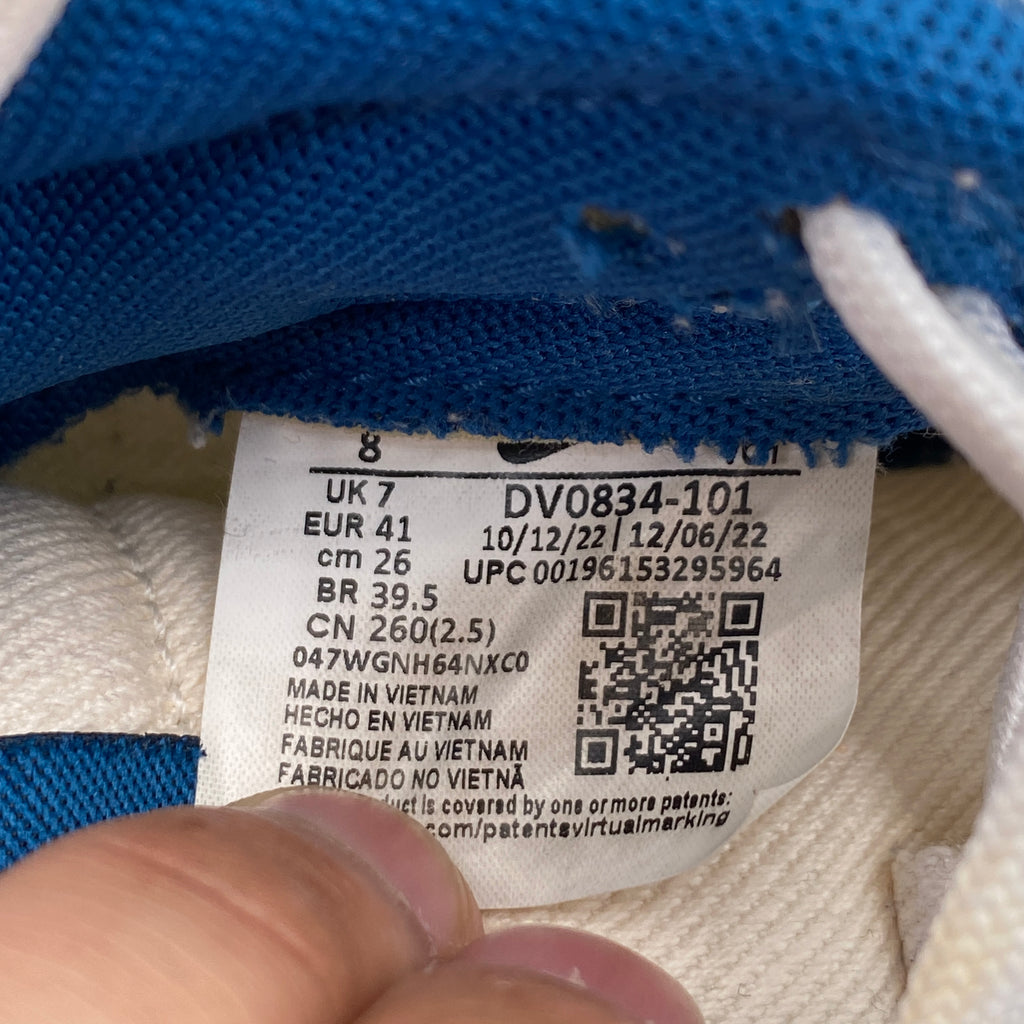 8
UK 7
EUR 41
cm 26
BR 39.5
CN 260(2.5)
047WGNH64NXC0
MADE IN VIETNAM
HECHO EN VIETNAM
FABRIQUE AU VIETNAM
FABRICADO NO VIETNÃ
DV0834-101
10/12/22 | 12/06/22
UPC 00196153295964
is covered by one or more patents:
.com/patentsvirtualmarking